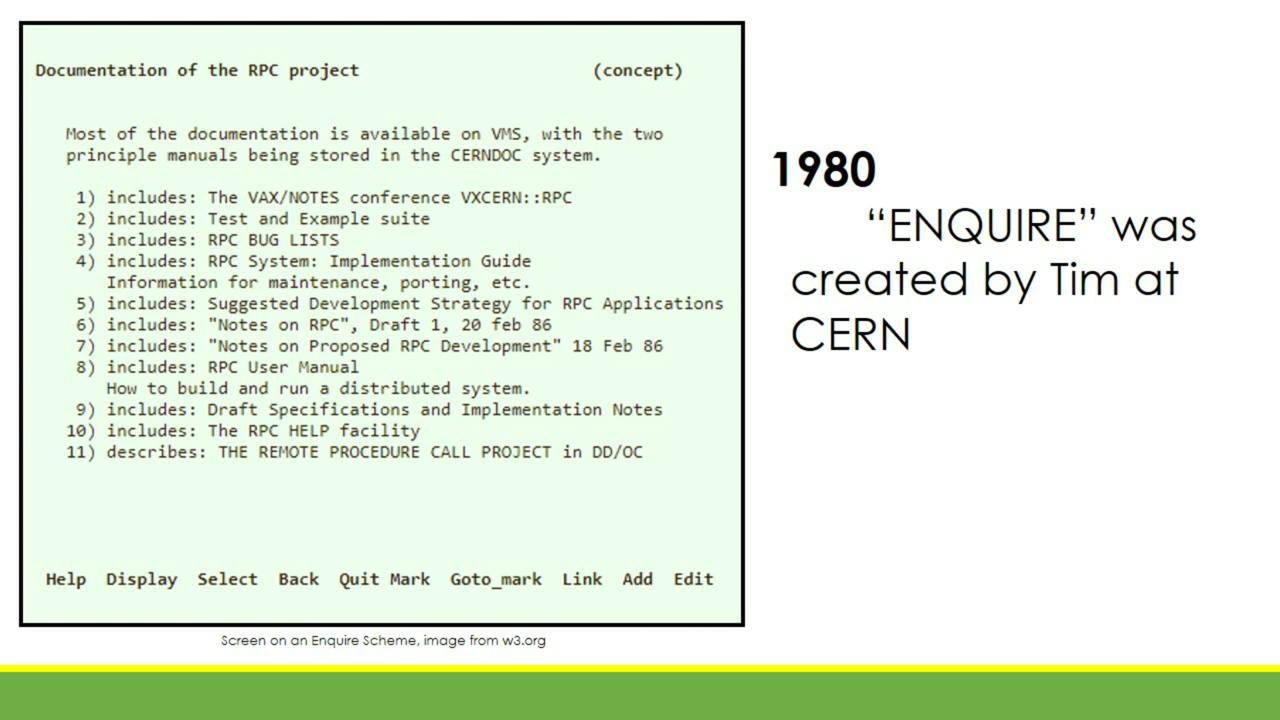 Documentation of the RPC project (concept)
Most of the documentation is available on VMS, with the two
principle manuals being stored in the CERNDOC system.
1) includes: The VAX/NOTES conference VXCERN::RPC
2) includes: Test and Example suite
3) includes: RPC BUG LISTS
4) includes: RPC System: Implementation Guide
Information for maintenance, porting, etc.
5) includes: Suggested Development Strategy for RPC Applications
6) includes: "Notes on RPC", Draft 1, 20 feb 86
7) includes: "Notes on Proposed RPC Development" 18 Feb 86
8) includes: RPC User Manual
How to build and run a distributed system.
9) includes: Draft Specifications and Implementation Notes
10) includes: The RPC HELP facility
11) describes: THE REMOTE PROCEDURE CALL PROJECT in DD/OC
Help Display Select Back Quit Mark Goto_mark Link Add Edit
Screen on an Enquire Scheme, image from w3.org
1980
“ENQUIRE” was
created by Tim at
CERN